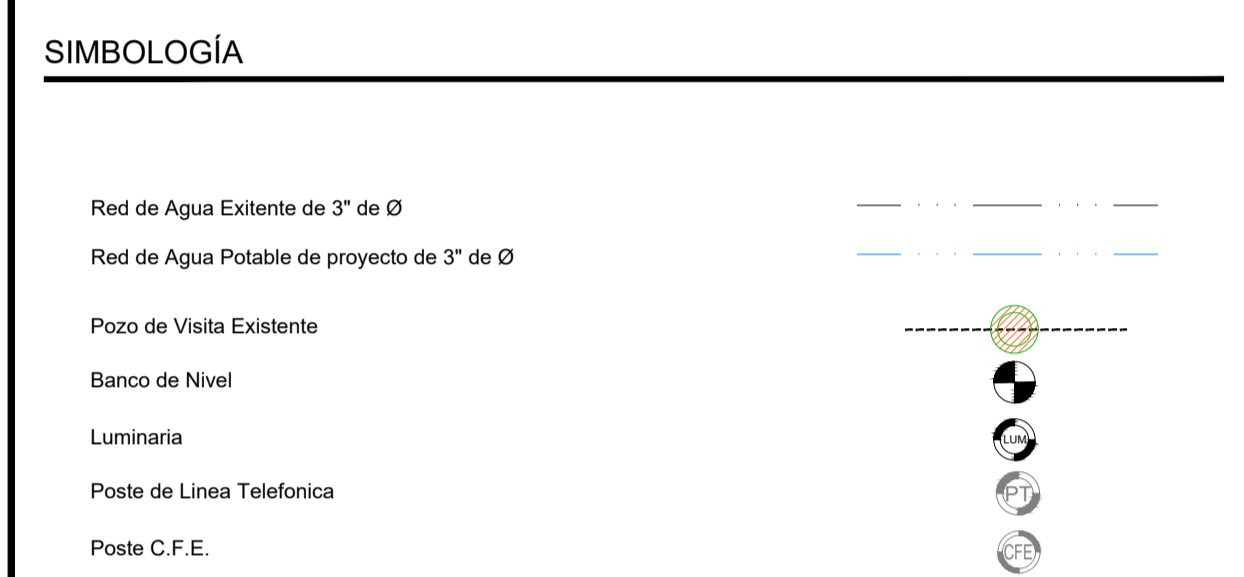 SIMBOLOGÍA
Red de Agua Exitente de 3" de Ø
Red de Agua Potable de proyecto de 3" de Ø
Pozo de Visita Existente
Banco de Nivel
Luminaria
LUM
Poste de Linea Telefonica
PT
Poste C.F.E.
CFE